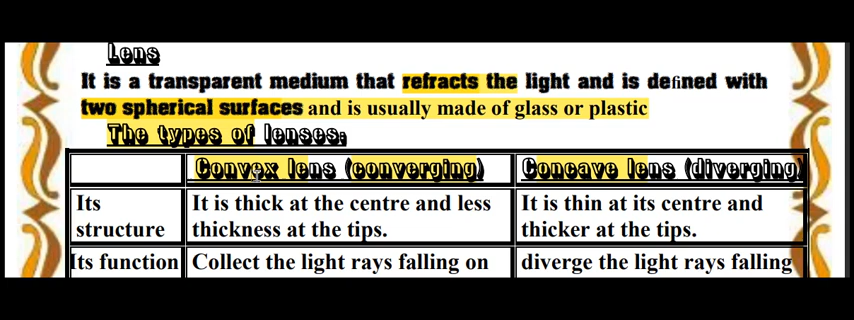 Lens
It is a transparent medium that refracts the light and is defined with
two spherical surfaces and is usually made of glass or plastic
The types of lenses:
Convex lens (converging) Concave lens (diverging)
Its structure
It is thick at the centre and less
thickness at the tips.
It is thin at its centre and
thicker at the tips.
Its function
Collect the light rays falling on
diverge the light rays falling